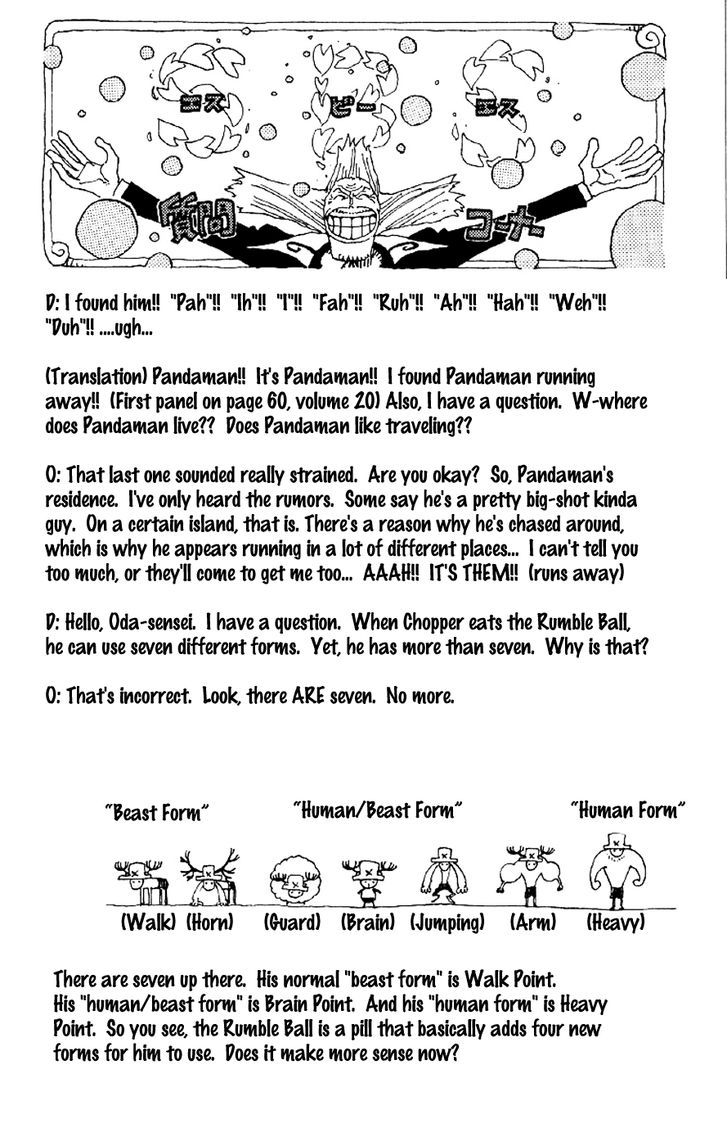 エス ビー エス
質問 コーナー
D: I found him!! "Pah"!! "Ih"!! "I"!! "Fah"!! "Ruh"!! "Ah"!! "Hah"!! "Weh"!!
"Duh"!! ....ugh...
(Translation) Pandaman!! It's Pandaman!! I found Pandaman running
away!! (First panel on page 60, volume 20) Also, I have a question. W-where
does Pandaman live?? Does Pandaman like traveling??
O: That last one sounded really strained. Are you okay? So, Pandaman's
residence. I've only heard the rumors. Some say he's a pretty big-shot kinda
guy. On a certain island, that is. There's a reason why he's chased around,
which is why he appears running in a lot of different places... I can't tell you
too much, or they'll come to get me too... AAAH!! IT'S THEM!! (runs away)
D: Hello, Oda-sensei. I have a question. When Chopper eats the Rumble Ball,
he can use seven different forms. Yet, he has more than seven. Why is that?
O: That's incorrect. Look, there ARE seven. No more.
"Beast Form" "Human/Beast Form" "Human Form"
(Walk) (Horn) (Guard) (Brain) (Jumping) (Arm) (Heavy)
There are seven up there. His normal "beast form" is Walk Point.
His "human/beast form" is Brain Point. And his "human form" is Heavy
Point. So you see, the Rumble Ball is a pill that basically adds four new
forms for him to use. Does it make more sense now?